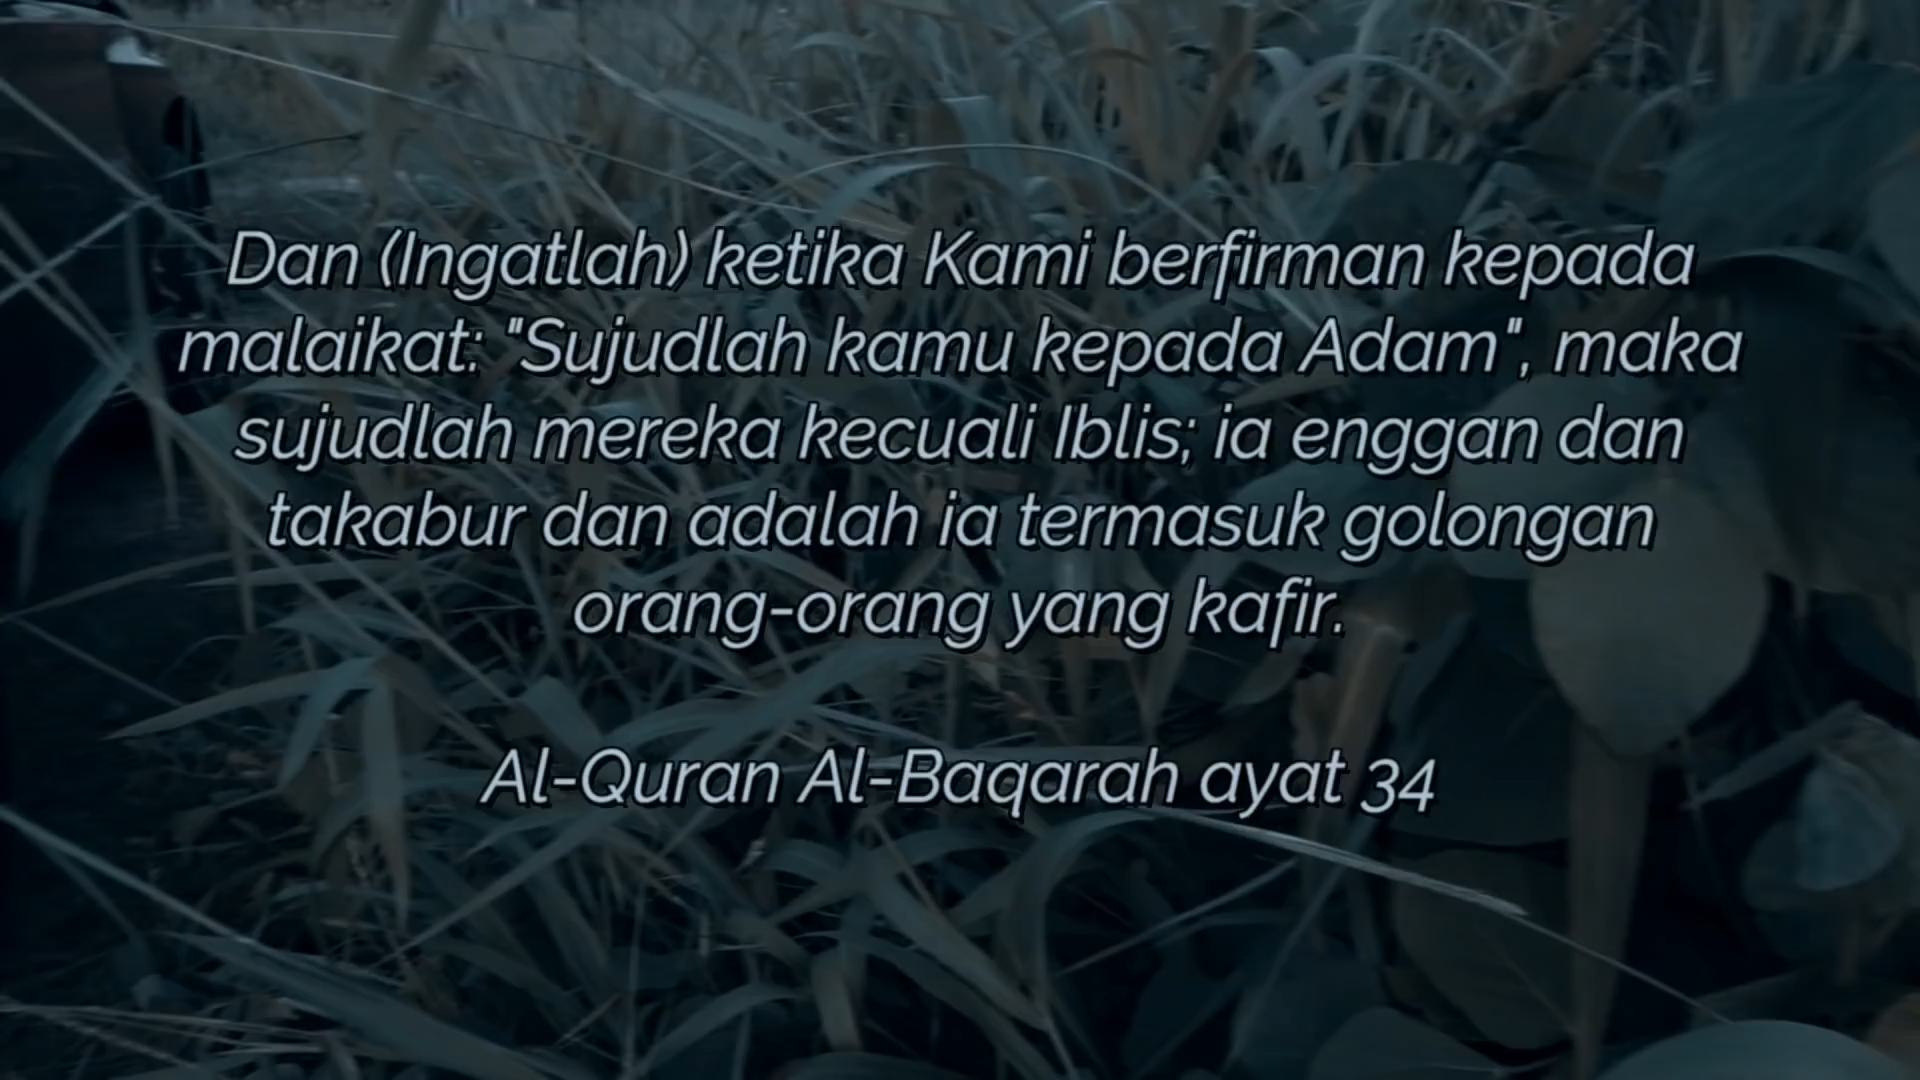 Dan (Ingatlah) ketika Kami berfirman kepada
malaikat: "Sujudlah kamu kepada Adam", maka
sujudlah mereka kecuali Iblis; ia enggan dan
takabur dan adalah ia termasuk golongan
orang-orang yang kafir.
Al-Quran Al-Baqarah ayat 34